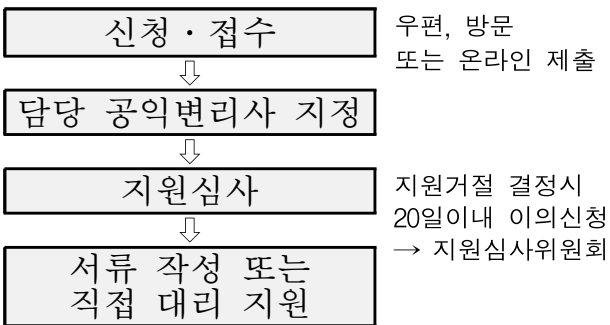 신청·접수
우편, 방문
또는 온라인 제출
담당 공익변리사 지정
지원심사
지원거절 결정시
20일이내 이의신청
→ 지원심사위원회
서류 작성 또는
직접 대리 지원